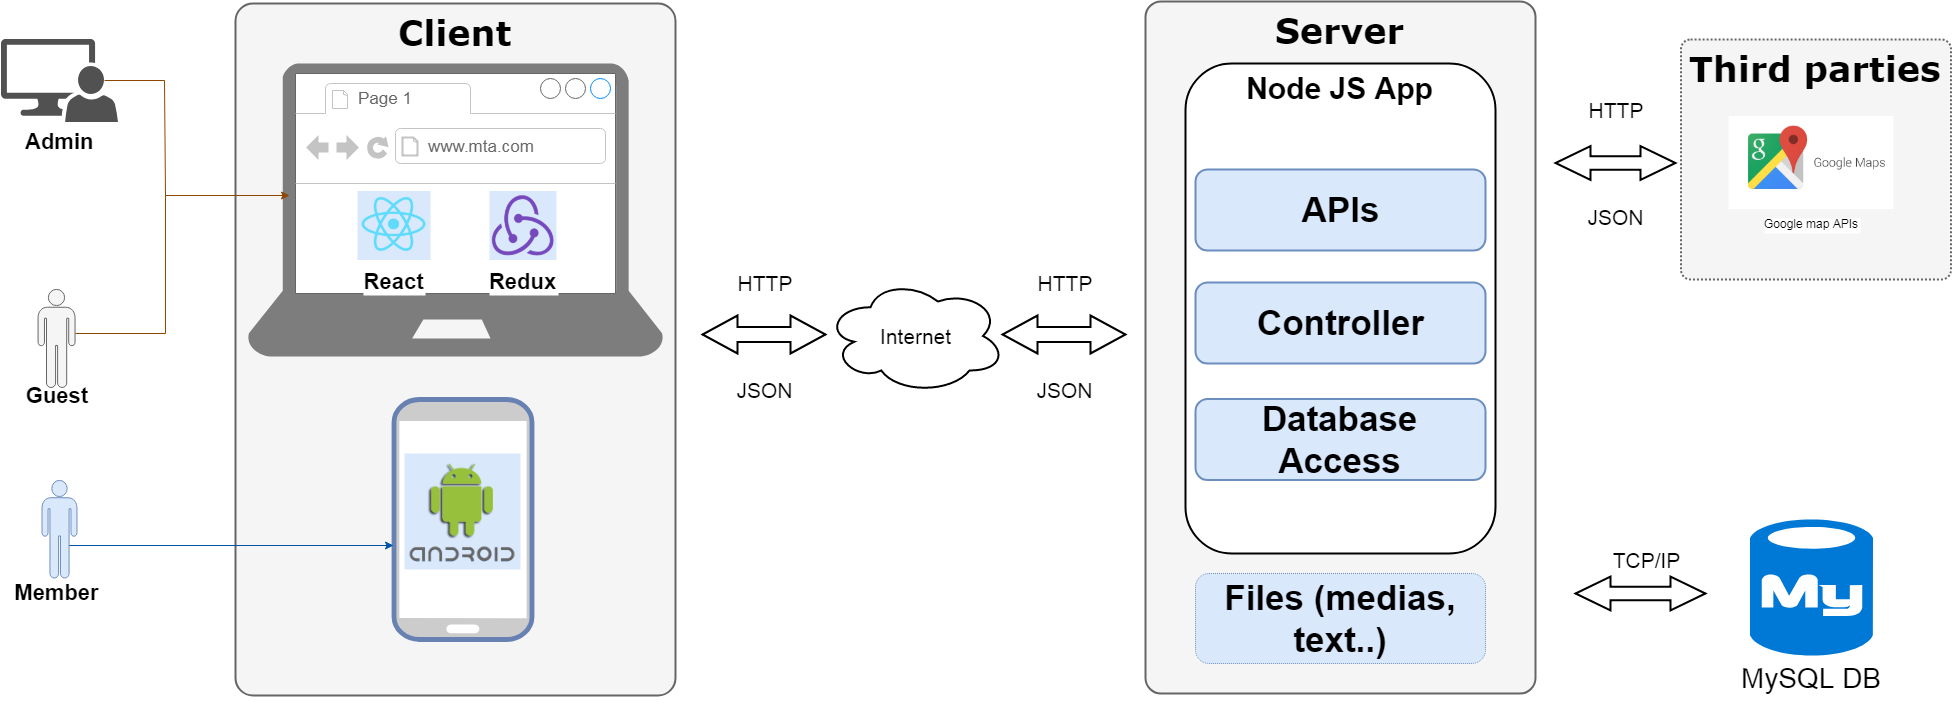 Admin
Guest
Member
Client
Page 1
www.mta.com
React
Redux
ANDROID
HTTP
JSON
Internet
HTTP
JSON
Server
Node JS App
APIs
Controller
Database
Access
Files (medias,
text..)
HTTP
JSON
Third parties
g
Google Maps
Google map APIs
TCP/IP
My
MySQL DB